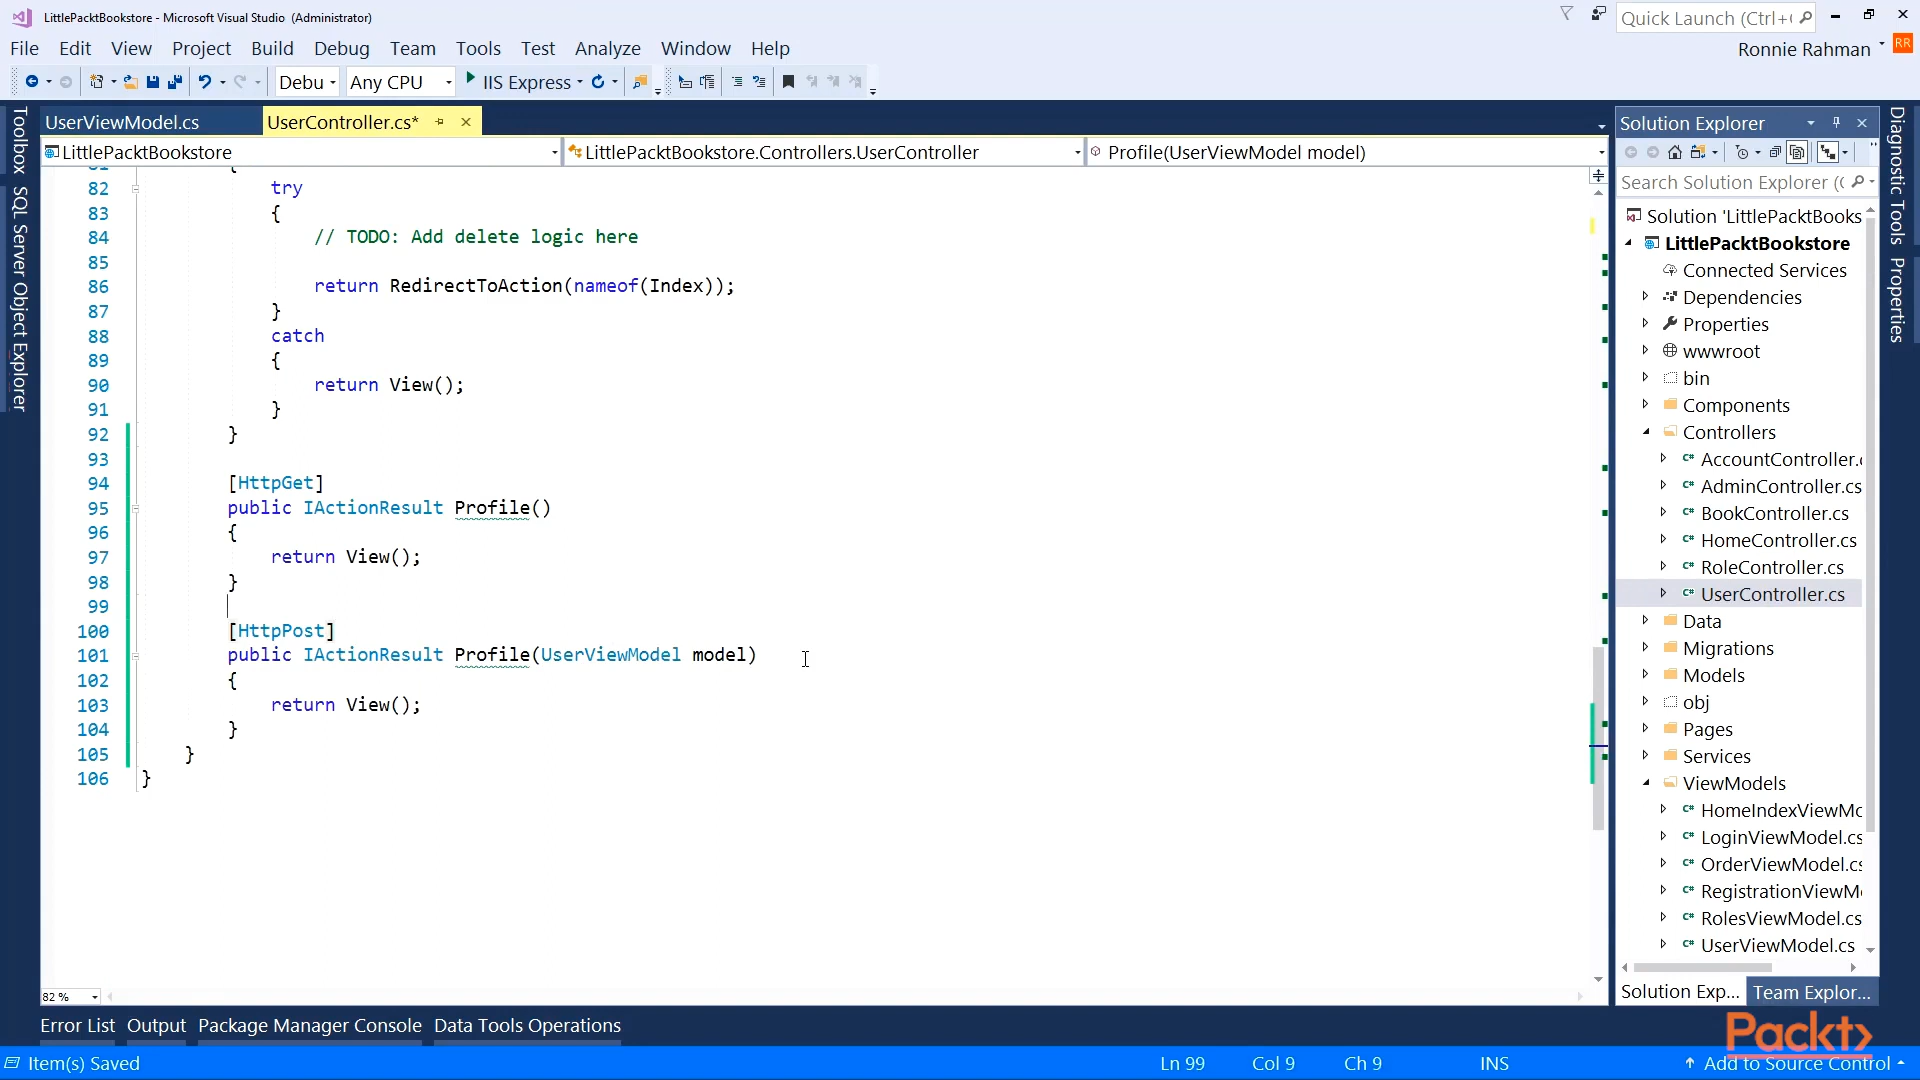 LittlePacktBookstore - Microsoft Visual Studio (Administrator)
Quick Launch (Ctrl+
File Edit View Project Build Debug Team Tools Test Analyze Window Help
Ronnie Rahman
RR
Debu
Any CPU
IIS Express
Toolbox
SQL Server Object Explorer
UserViewModel.cs
UserController.cs*
LittlePacktBookstore
LittlePacktBookstore.Controllers.UserController
Profile(UserViewModel model)
82 try
83 {
84 // TODO: Add delete logic here
85
86 return RedirectToAction(nameof(Index));
87 }
88 catch
89 {
90 return View();
91 }
92 }
93
94 [HttpGet]
95 public IActionResult Profile()
96 {
97 return View();
98 }
99
100 [HttpPost]
101 public IActionResult Profile(UserViewModel model)
102 {
103 return View();
104 }
105 }
106 }
82 %
Solution Explorer
Search Solution Explorer (
Solution 'LittlePacktBooks
LittlePacktBookstore
Connected Services
Dependencies
Properties
wwwroot
bin
Components
Controllers
AccountController.c
AdminController.cs
BookController.cs
HomeController.cs
RoleController.cs
UserController.cs
Data
Migrations
Models
obj
Pages
Services
ViewModels
HomeIndexViewMo
LoginViewModel.cs
OrderViewModel.cs
RegistrationViewM
RolesViewModel.cs
UserViewModel.cs
Solution Exp...
Team Explor...
Diagnostic Tools
Properties
Error List Output Package Manager Console Data Tools Operations
Packt>
Item(s) Saved
Ln 99
Col 9
Ch 9
INS
Add to Source Control